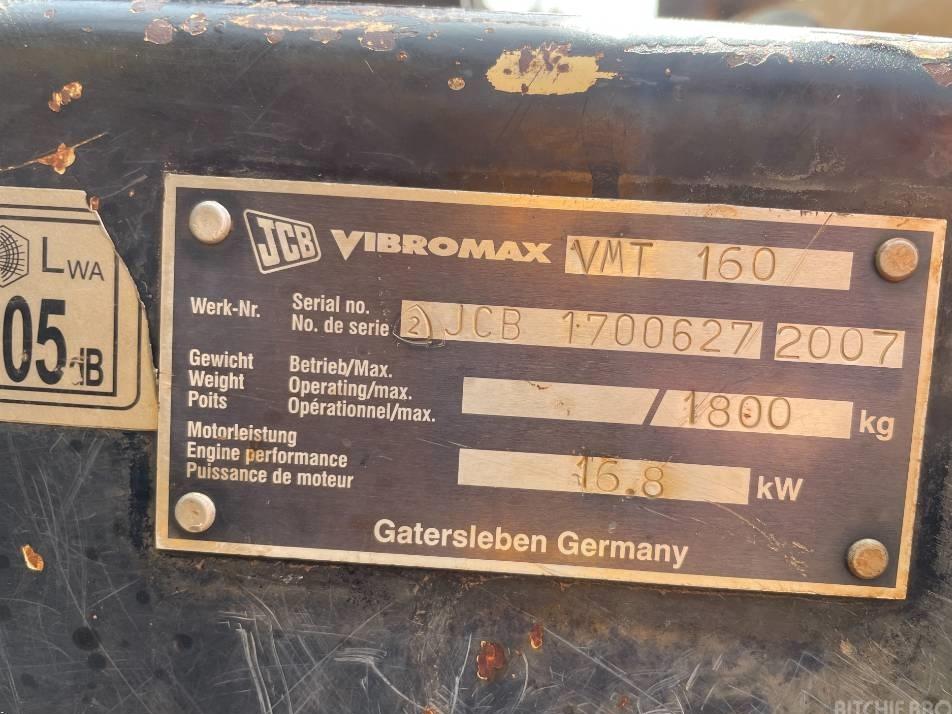 LWA
05dB
JCB VIBROMAX VMT 160
Werk-Nr. Serial no.
No. de serie 2 JCB 1700627 2007
Gewicht Betrieb/Max.
Weight Operating/max.
Poits Opérationnel/max. / 1800 kg
Motorleistung
Engine performance
Puissance de moteur 16.8 kW
Gatersleben Germany